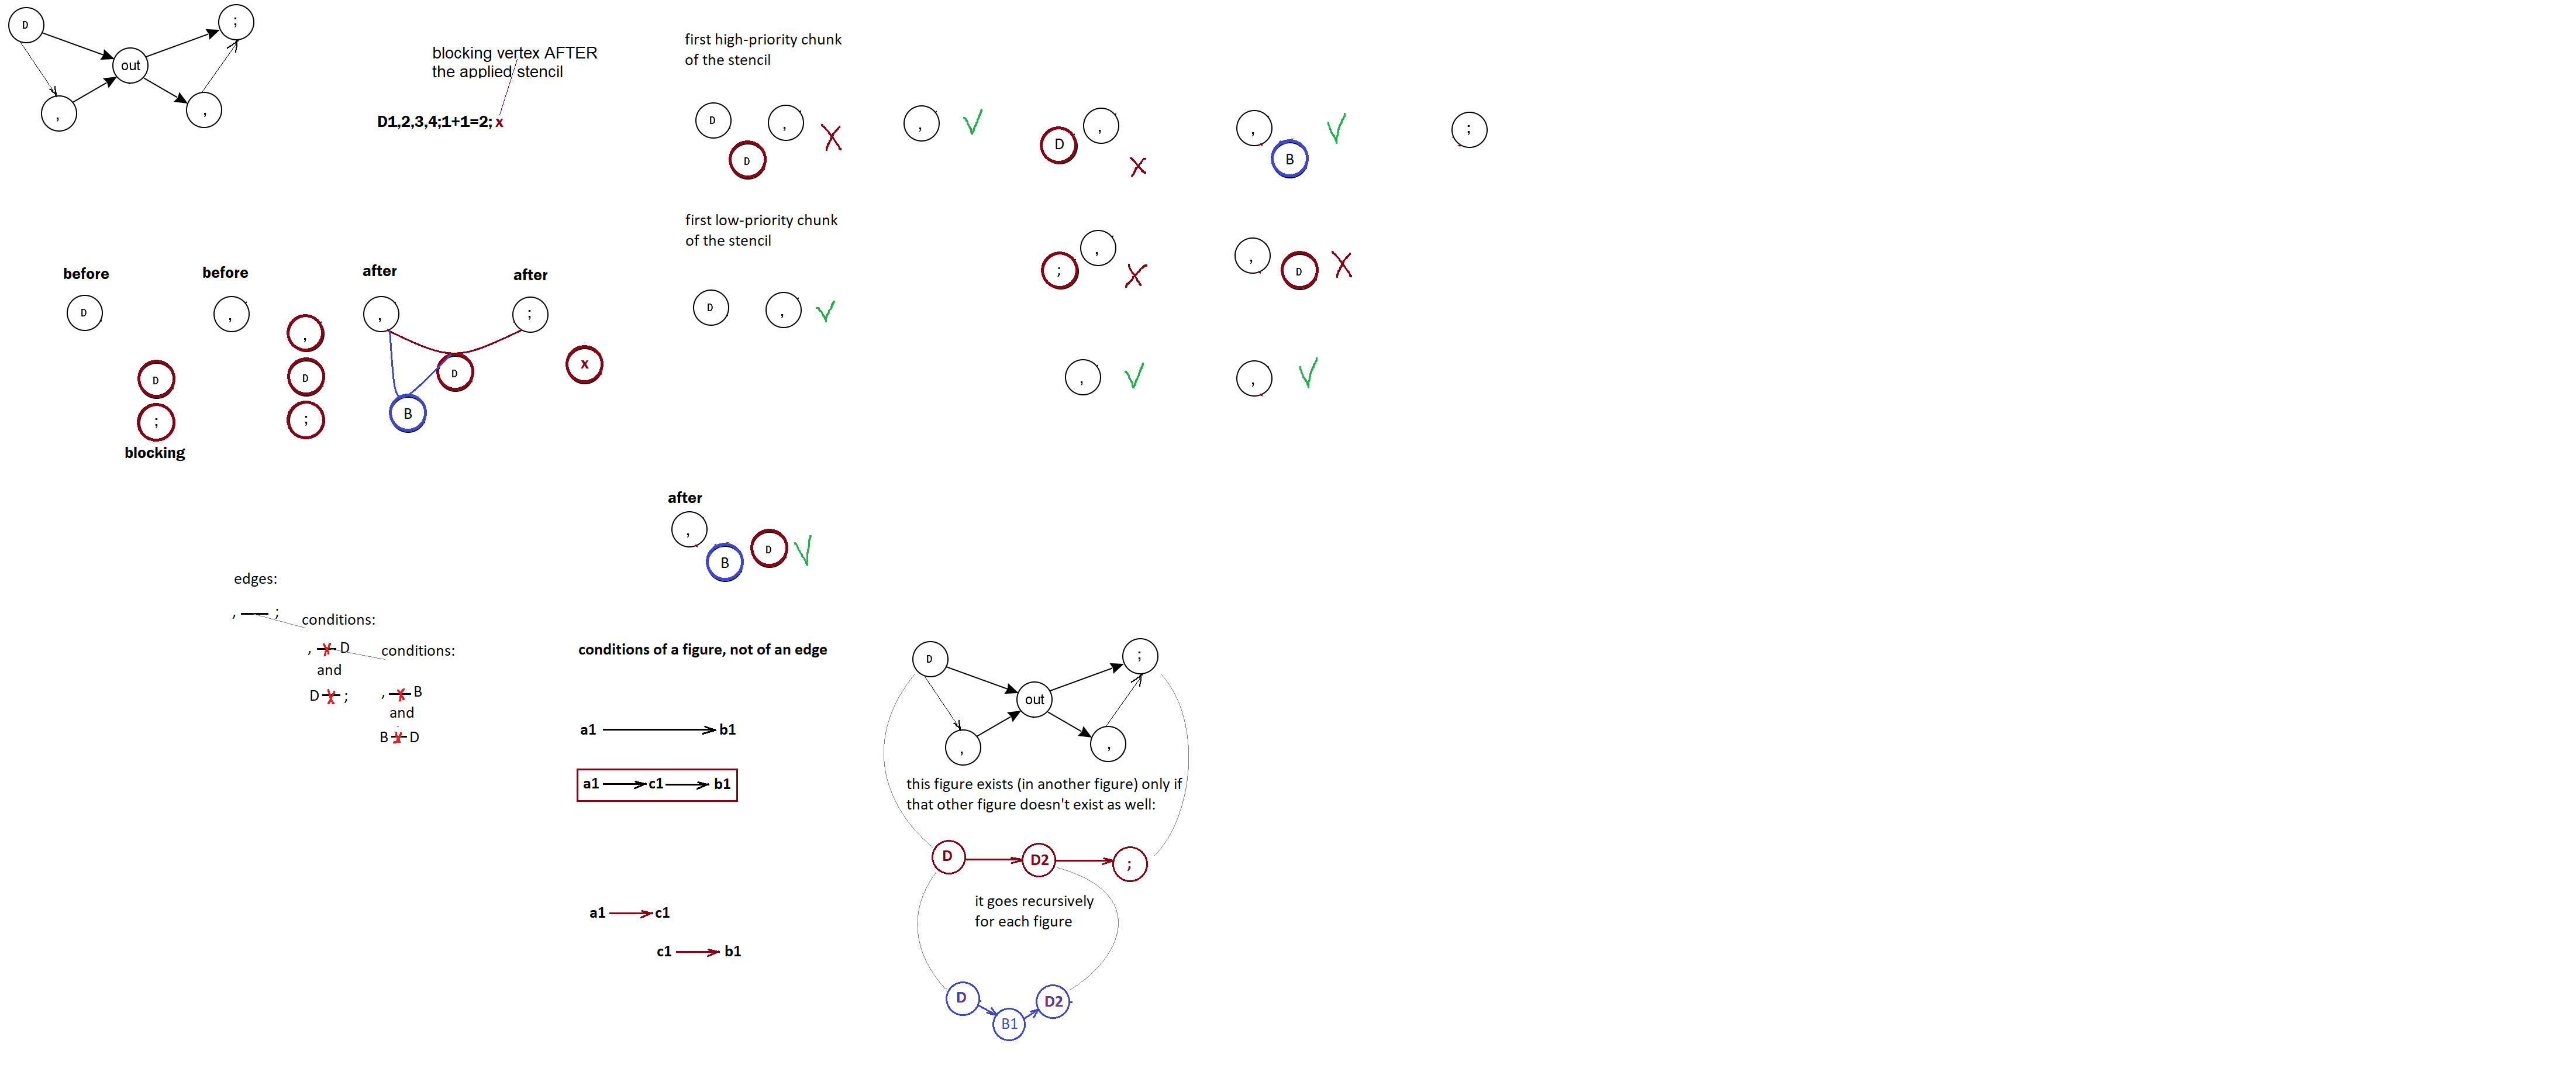 D
;
out
,
,
blocking vertex AFTER
the applied stencil
D1,2,3,4;1+1=2; x
first high-priority chunk
of the stencil
D
,
D
,
D
,
,
B
;
first low-priority chunk
of the stencil
D
,
;
,
,
D
,
,
before
before
after
after
D
,
,
;
,
D
D
D
x
;
;
B
blocking
after
,
B
D
edges:
, ;
conditions:
, x D
and
D x ;
conditions:
, x B
and
B x D
conditions of a figure, not of an edge
a1 b1
a1 c1 b1
a1 c1
c1 b1
D
;
out
,
,
this figure exists (in another figure) only if
that other figure doesn't exist as well:
D D2 ;
it goes recursively
for each figure
D B1 D2